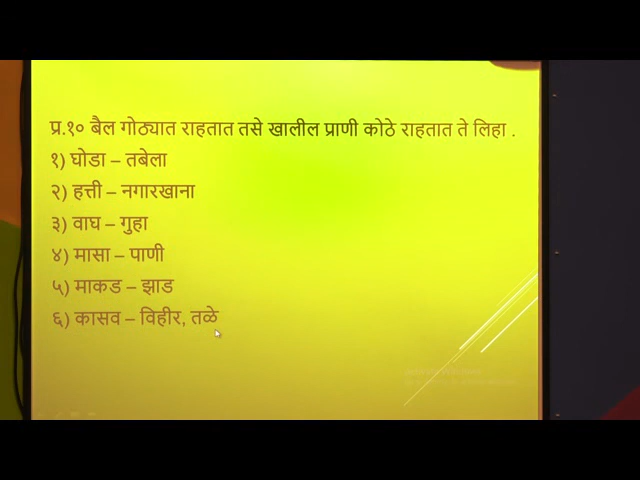 प्र.१० बैल गोठ्यात राहतात तसे खालील प्राणी कोठे राहतात ते लिहा .
१) घोडा – तबेला
२) हत्ती – नगारखाना
३) वाघ – गुहा
४) मासा – पाणी
५) माकड – झाड
६) कासव – विहीर, तळे